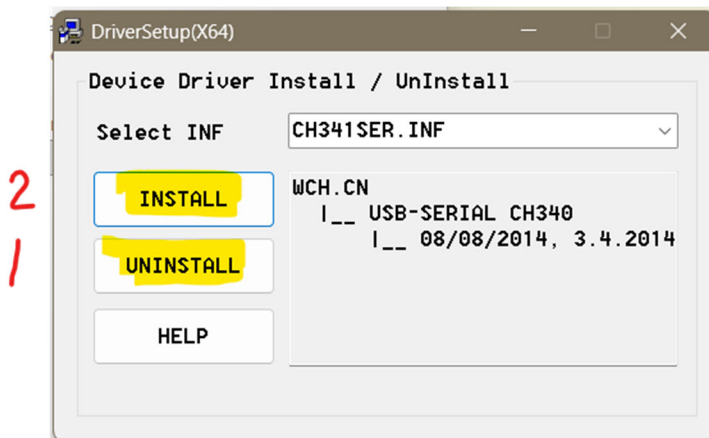 DriverSetup(X64)
Device Driver Install / UnInstall
Select INF
CH341SER.INF
2
INSTALL
WCH.CN
|__ USB-SERIAL CH340
|__ 08/08/2014, 3.4.2014
1
UNINSTALL
HELP